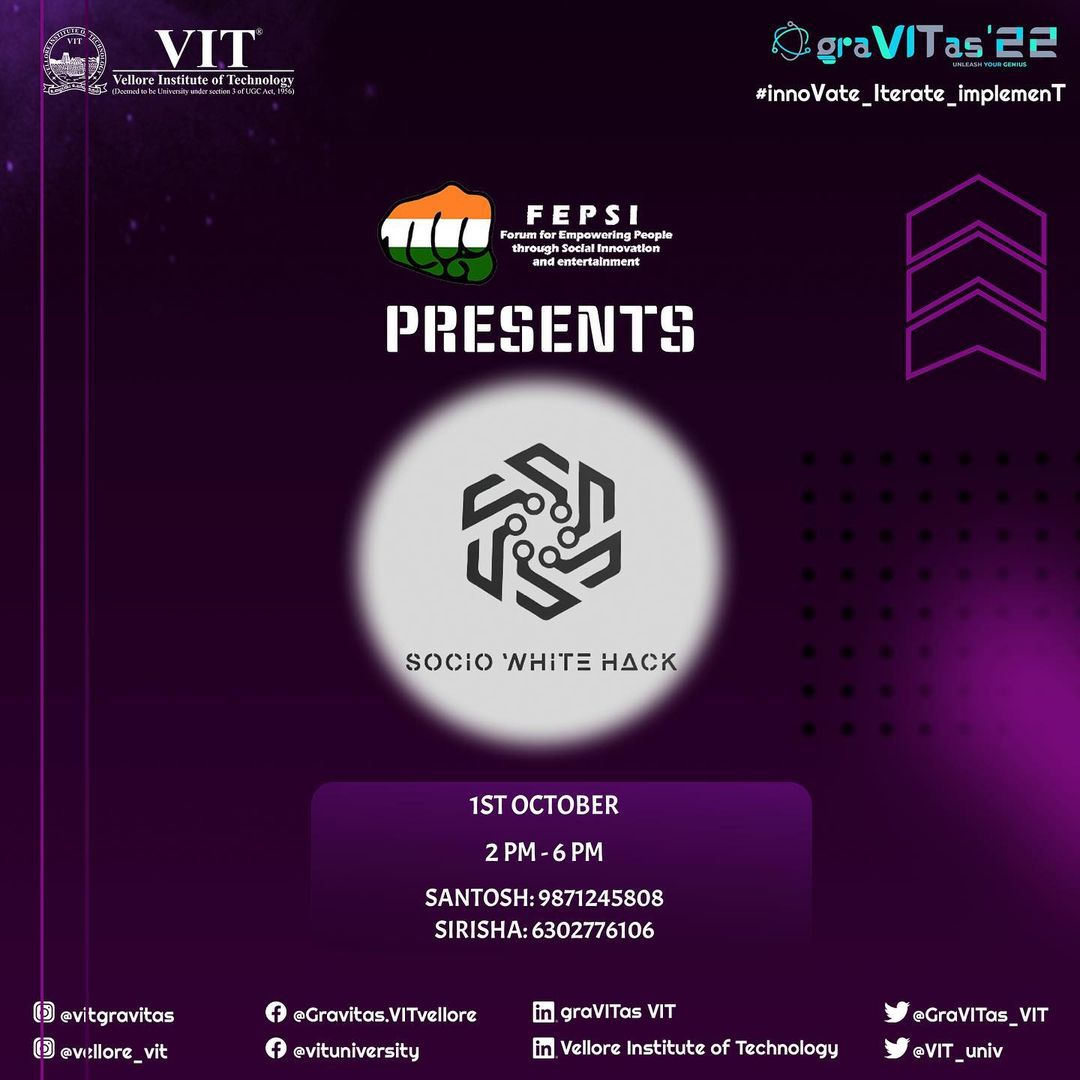 VIT®
Vellore Institute of Technology
(Deemed to be University under section 3 of UGC Act, 1956)
VIT
graVITas'22
UNLEASH YOUR GENIUS
#innoVate_Iterate_implemenT
FEPSI
Forum for Empowering People
through Social Innovation
and entertainment
PRESENTS
SOCIO WHITE HACK
1ST OCTOBER
2 PM - 6 PM
SANTOSH: 9871245808
SIRISHA: 6302776106
@vitgravitas
@Gravitas.VITvellore
graVITas VIT
@GraVITas_VIT
@vellore_vit
@vituniversity
Vellore Institute of Technology
@VIT_univ